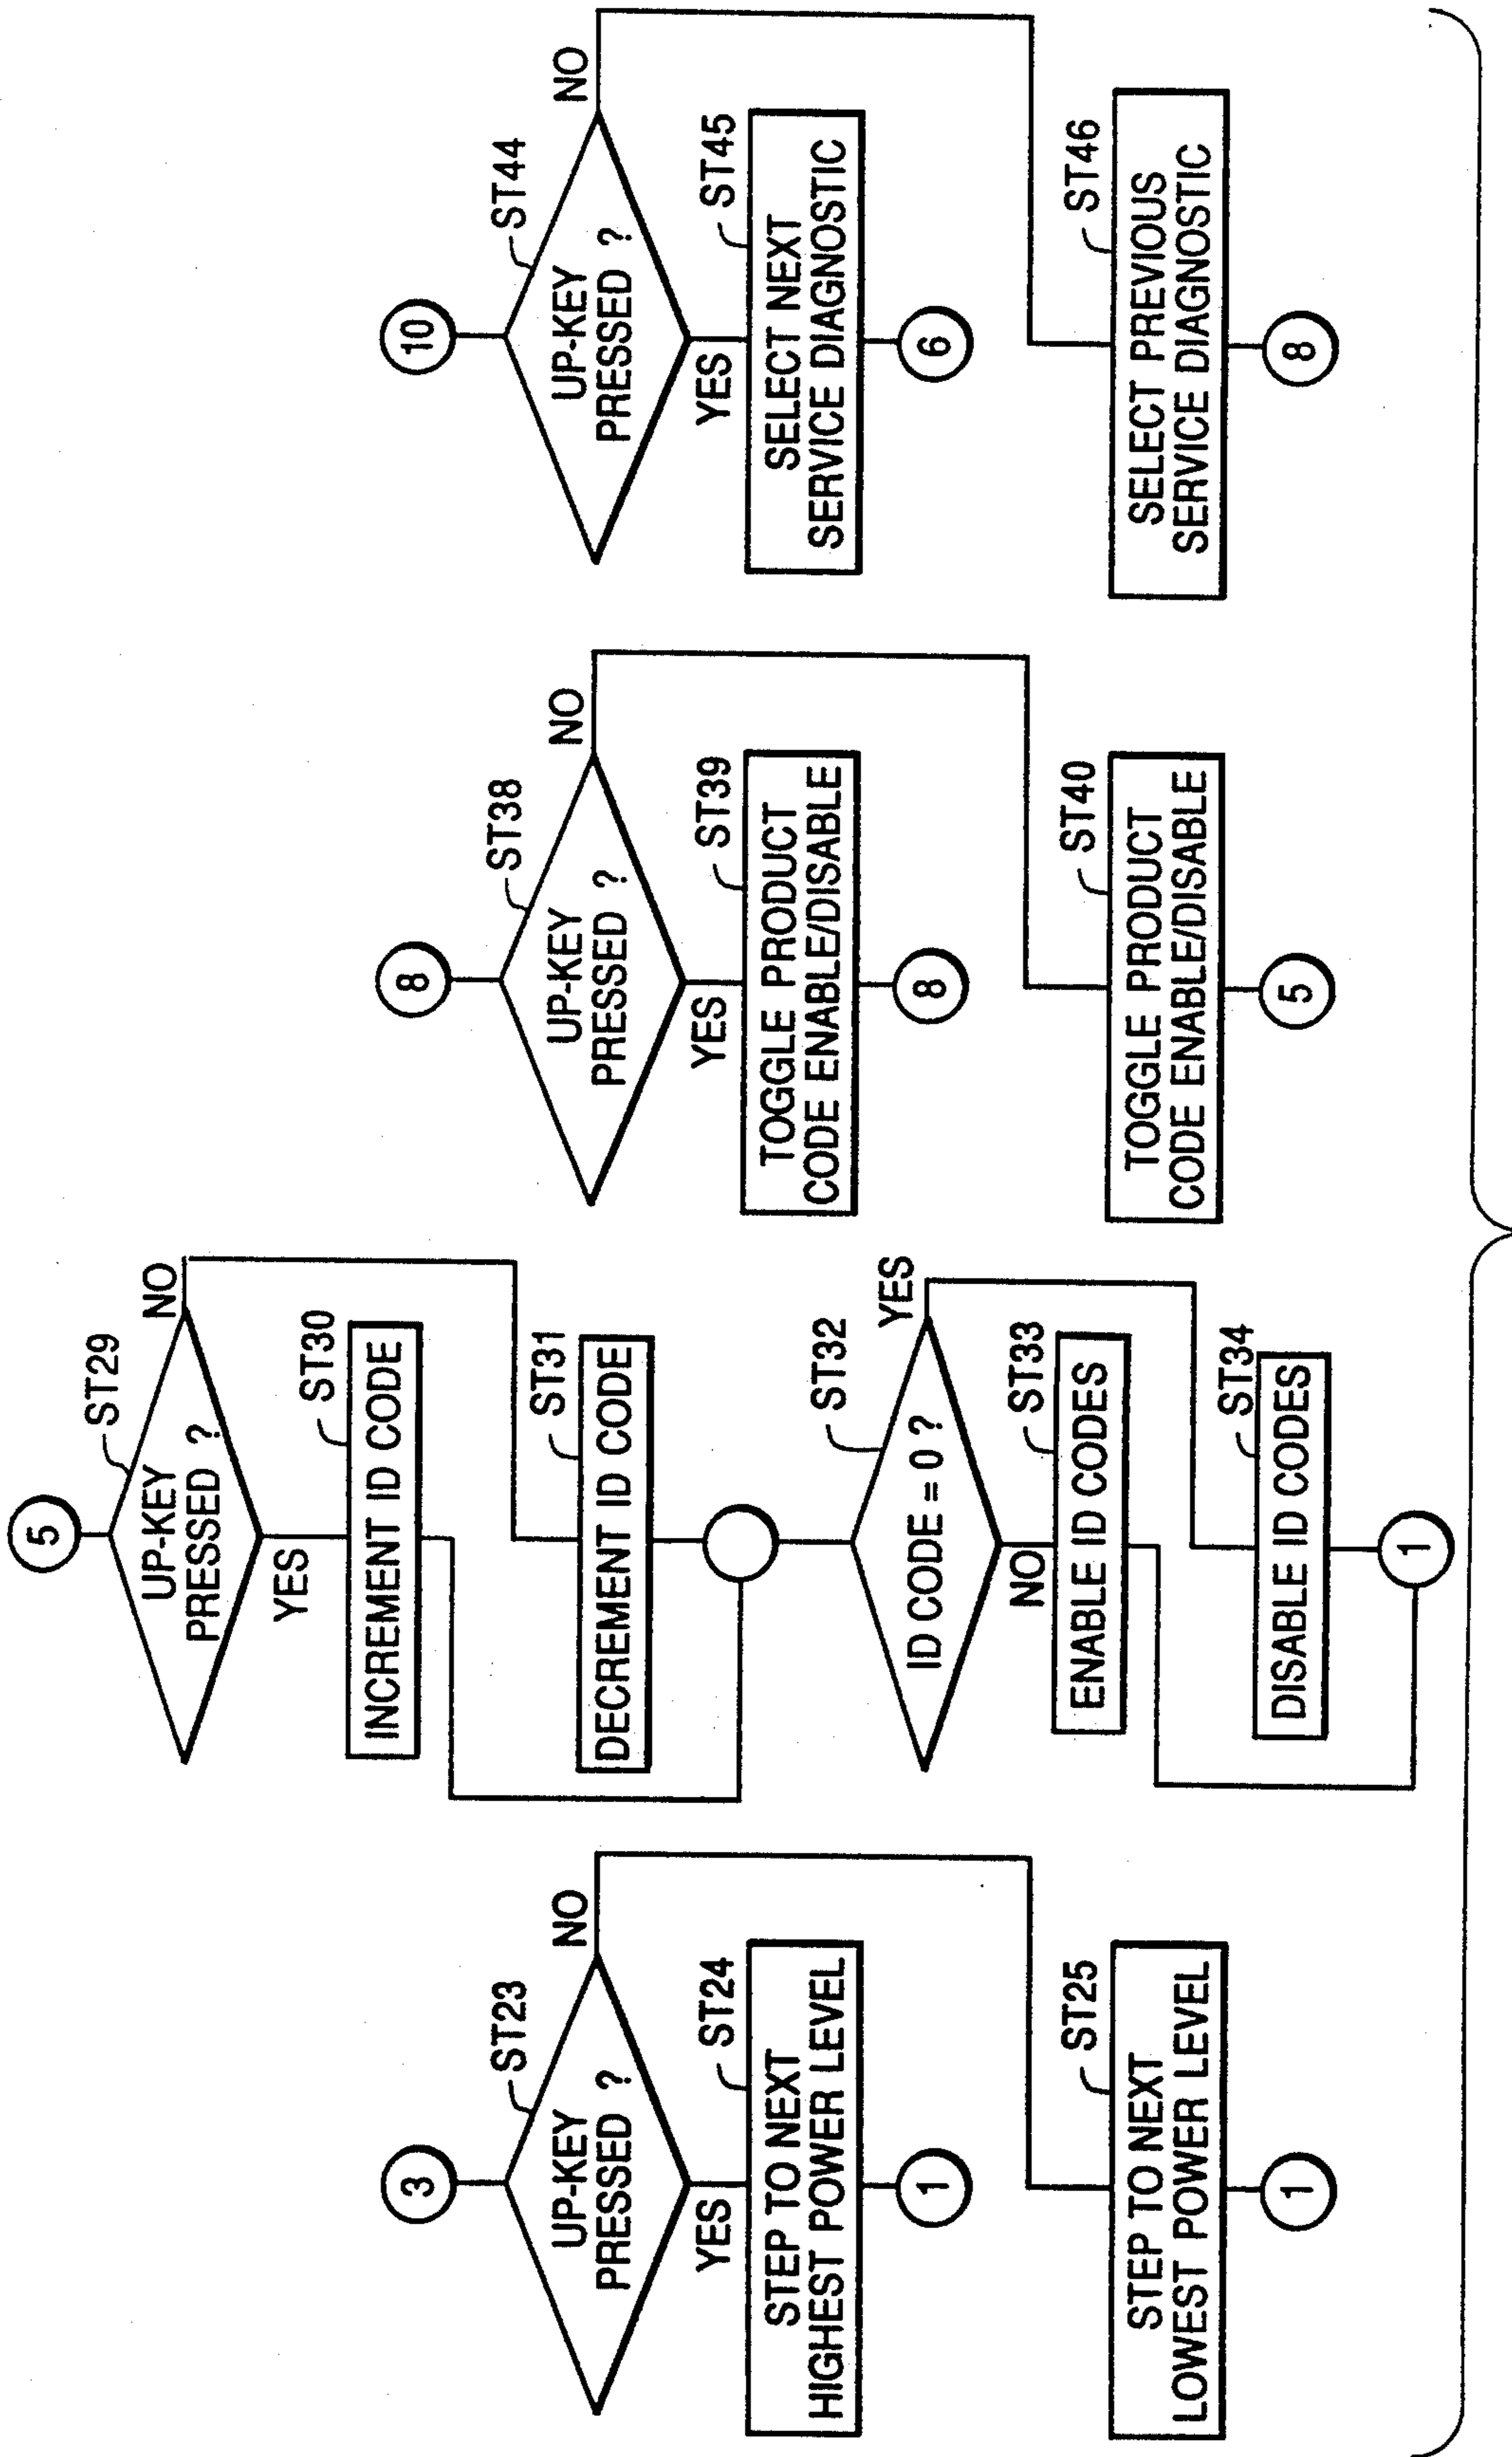 3
ST23
UP-KEY
PRESSED ?
NO
YES
ST24
STEP TO NEXT
HIGHEST POWER LEVEL
1
ST25
STEP TO NEXT
LOWEST POWER LEVEL
1
5
ST29
UP-KEY
PRESSED ?
NO
YES
ST30
INCREMENT ID CODE
ST31
DECREMENT ID CODE
ST32
ID CODE = 0 ?
YES
NO
ST33
ENABLE ID CODES
ST34
DISABLE ID CODES
1
8
ST38
UP-KEY
PRESSED ?
NO
YES
ST39
TOGGLE PRODUCT
CODE ENABLE/DISABLE
8
ST40
TOGGLE PRODUCT
CODE ENABLE/DISABLE
5
10
ST44
UP-KEY
PRESSED ?
NO
YES
ST45
SELECT NEXT
SERVICE DIAGNOSTIC
6
ST46
SELECT PREVIOUS
SERVICE DIAGNOSTIC
8